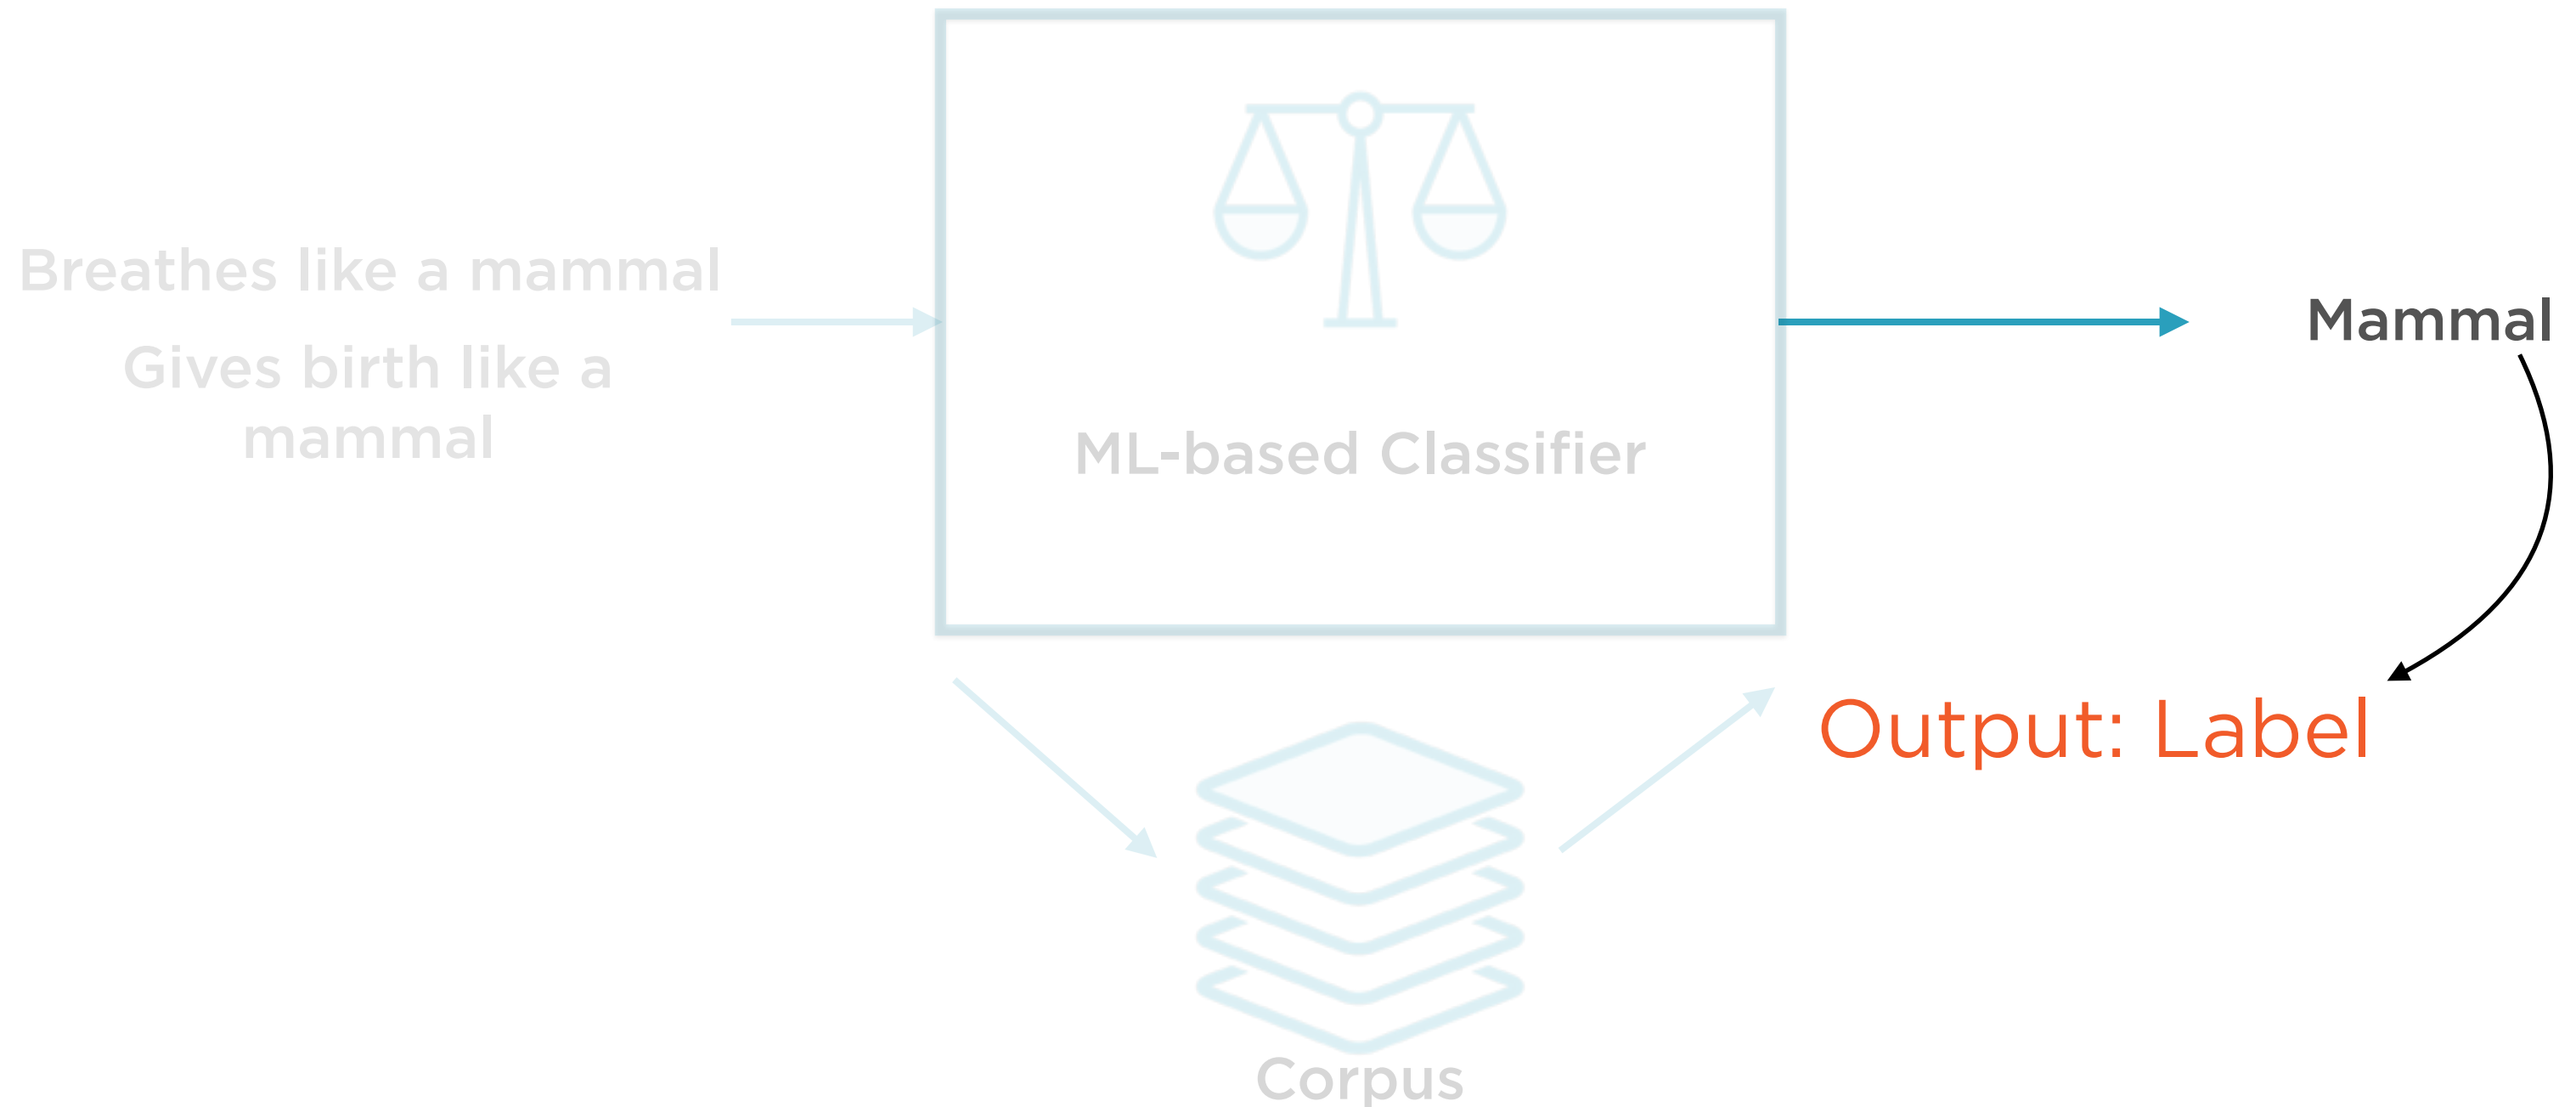 Breathes like a mammal
Gives birth like a
mammal
ML-based Classifier
Mammal
Output: Label
Corpus